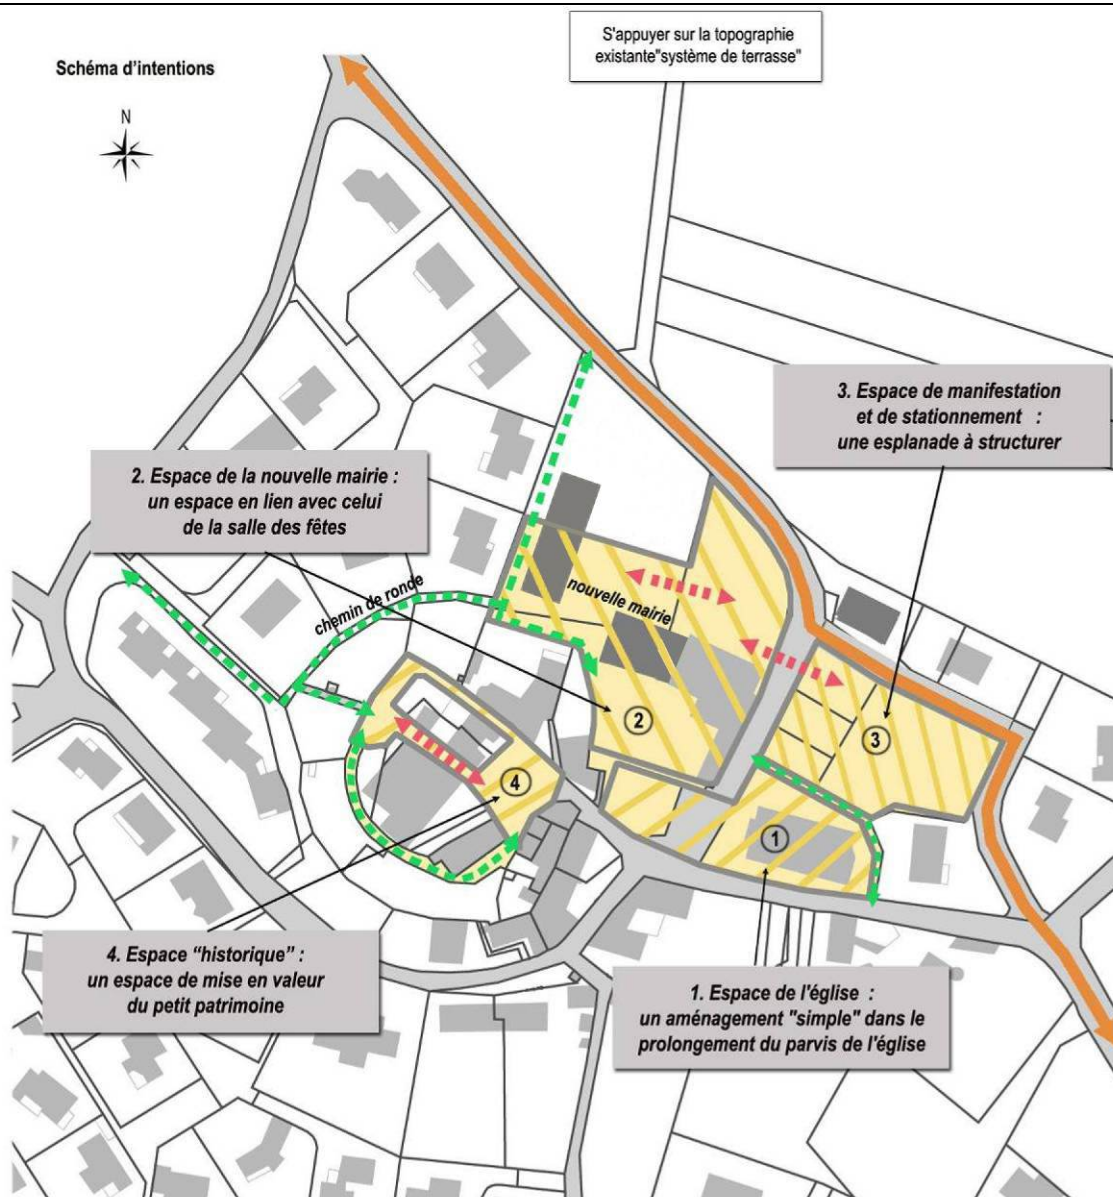 S'appuyer sur la topographie
existante"système de terrasse"
Schéma d'intentions
N
3. Espace de manifestation
et de stationnement :
une esplanade à structurer
2. Espace de la nouvelle mairie :
un espace en lien avec celui
de la salle des fêtes
chemin de ronde
nouvelle mairie
2
3
4
1
4. Espace “historique” :
un espace de mise en valeur
du petit patrimoine
1. Espace de l'église :
un aménagement "simple" dans le
prolongement du parvis de l'église